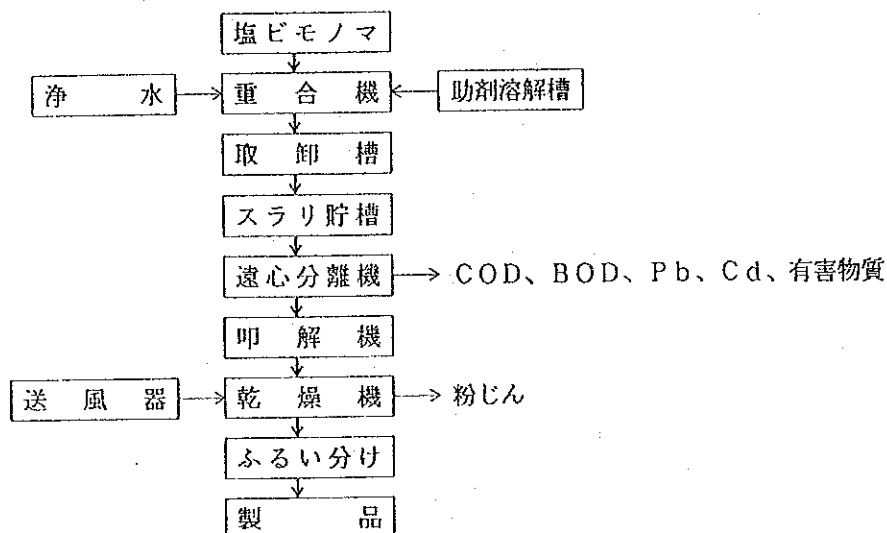 塩ビモノマ
浄水
重合機
助剤溶解槽
取卸槽
スラリ貯槽
遠心分離機
COD、BOD、Pb、Cd、有害物質
叩解機
送風器
乾燥機
粉じん
ふるい分け
製品